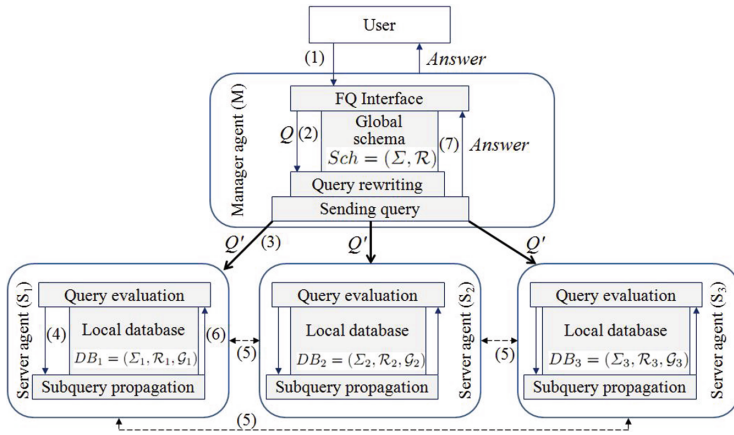 User
(1)
Answer
Manager agent (M)
FQ Interface
Q
(2)
Global
schema
Sch = (Σ, ℛ)
(7)
Answer
Query rewriting
Sending query
Q'
(3)
Q'
Q'
Server agent (S₁)
Query evaluation
(4)
Local database
(6)
DB₁ = (Σ₁, ℛ₁, 𝒢₁)
Subquery propagation
(5)
Query evaluation
Local database
DB₂ = (Σ₂, ℛ₂, 𝒢₂)
Subquery propagation
Server agent (S₂)
(5)
Query evaluation
Local database
DB₃ = (Σ₃, ℛ₃, 𝒢₃)
Subquery propagation
Server agent (S₃)
(5)